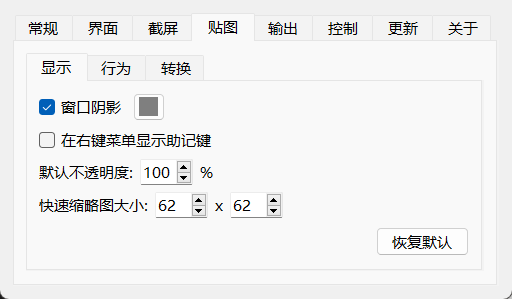 常规 界面 截屏 贴图 输出 控制 更新 关于
显示 行为 转换
窗口阴影
在右键菜单显示助记键
默认不透明度: 100 %
快速缩略图大小: 62 x 62
恢复默认